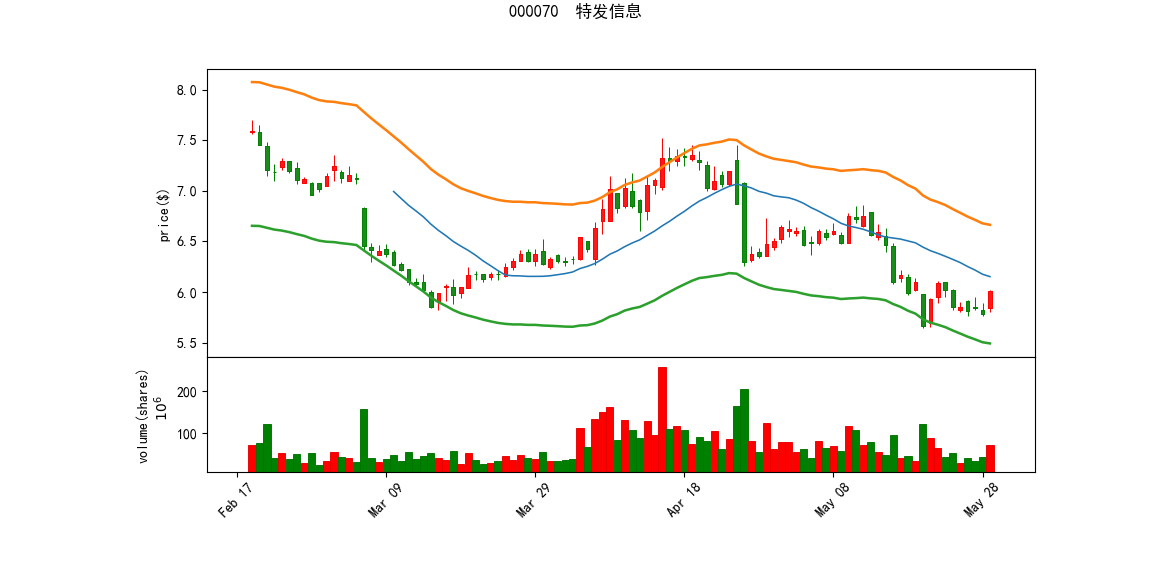 000070 特发信息
price($)
8.0
7.5
7.0
6.5
6.0
5.5
volume(shares)
10^6
200
100
Feb 17
Mar 09
Mar 29
Apr 18
May 08
May 28